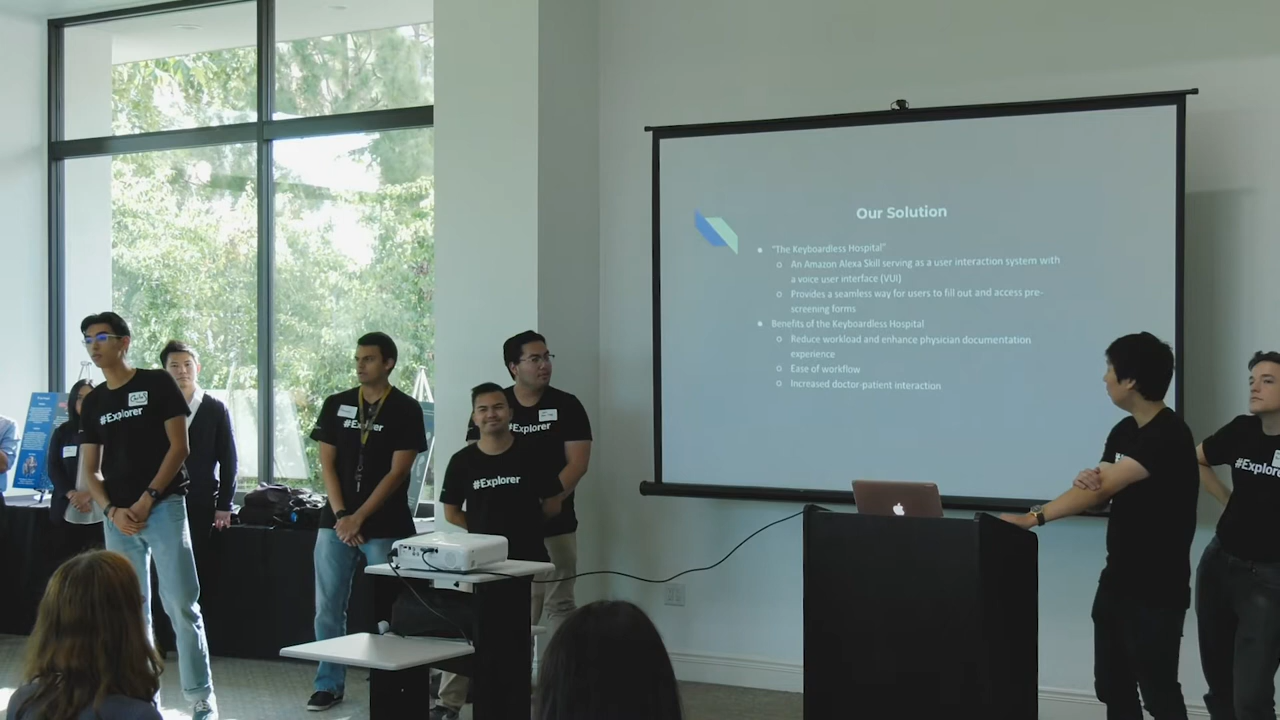 Our Solution
● "The Keyboardless Hospital"
○ An Amazon Alexa Skill serving as a user interaction system with
a voice user interface (VUI)
○ Provides a seamless way for users to fill out and access pre-
screening forms
● Benefits of the Keyboardless Hospital
○ Reduce workload and enhance physician documentation
experience
○ Ease of workflow
○ Increased doctor-patient interaction
#Explorer
#Explorer
#Explorer
#Explorer
#Explorer